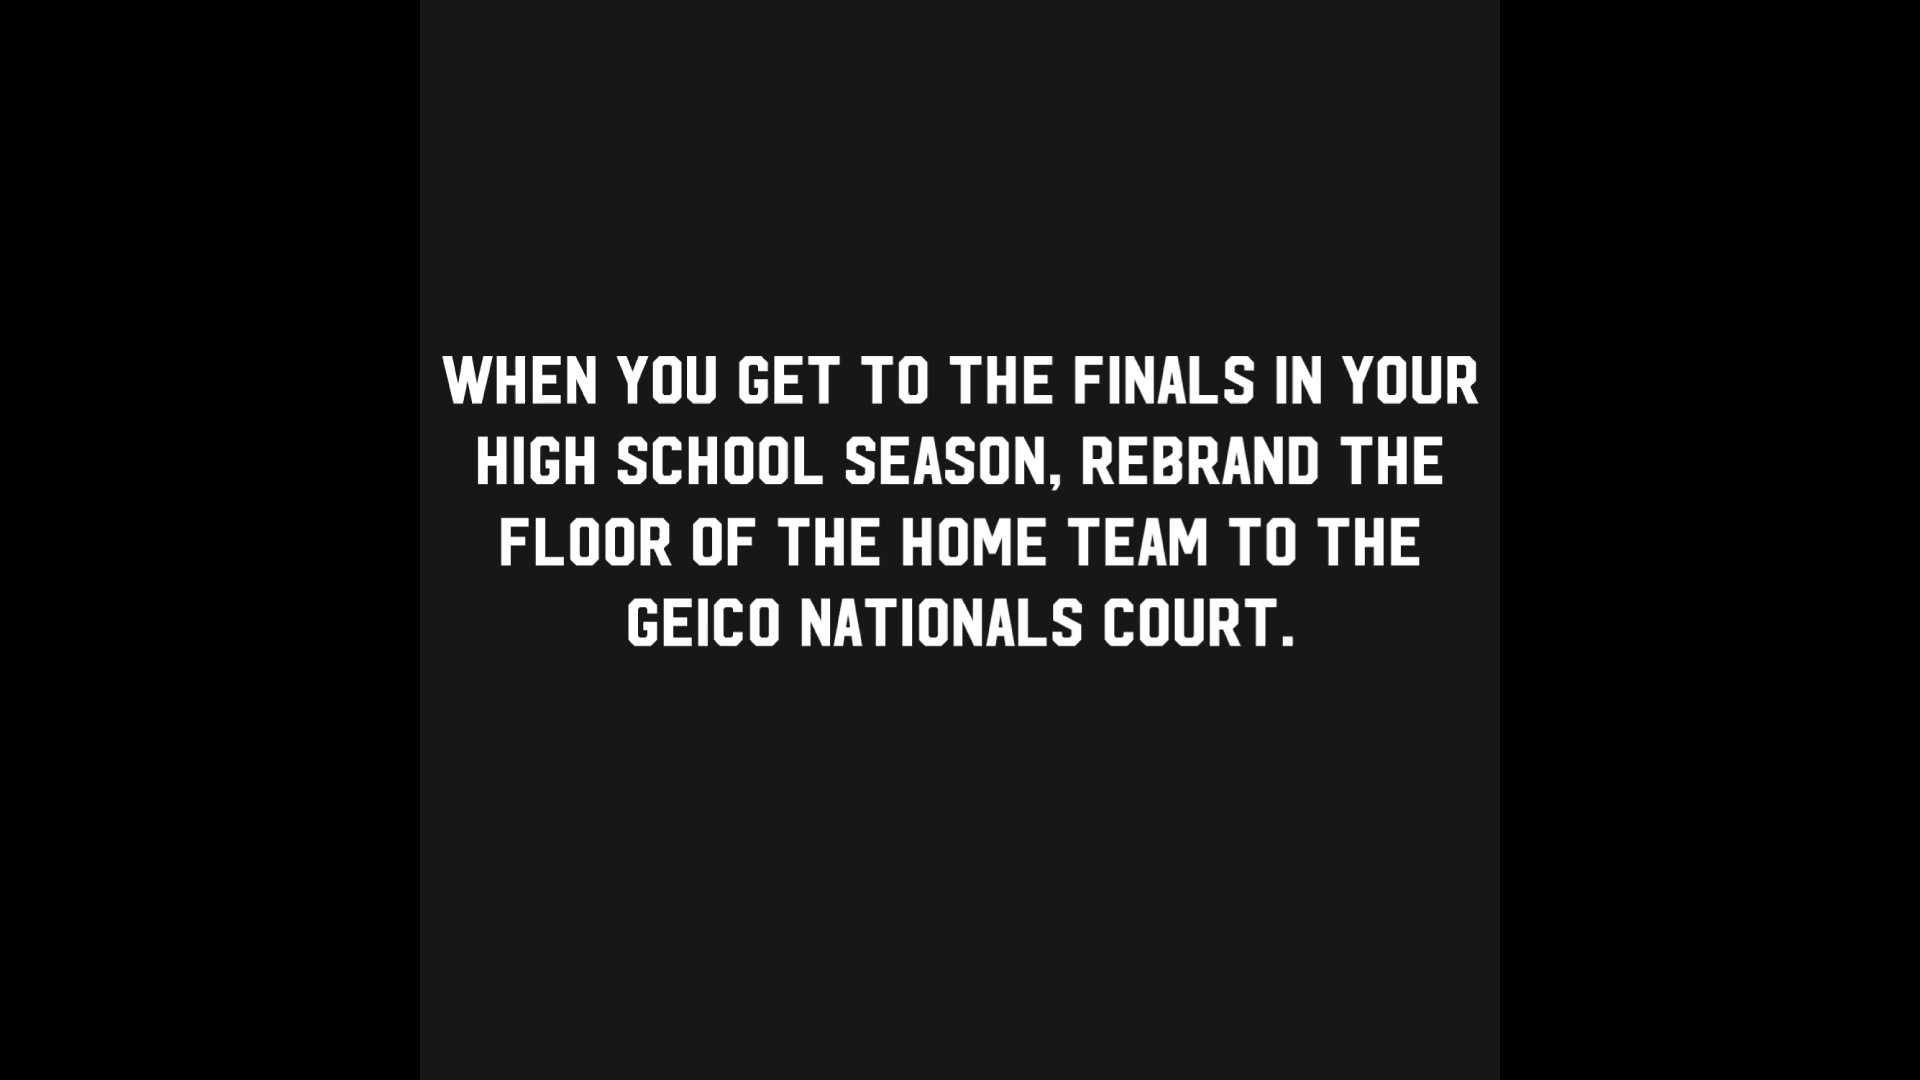 WHEN YOU GET TO THE FINALS IN YOUR
HIGH SCHOOL SEASON, REBRAND THE
FLOOR OF THE HOME TEAM TO THE
GEICO NATIONALS COURT.